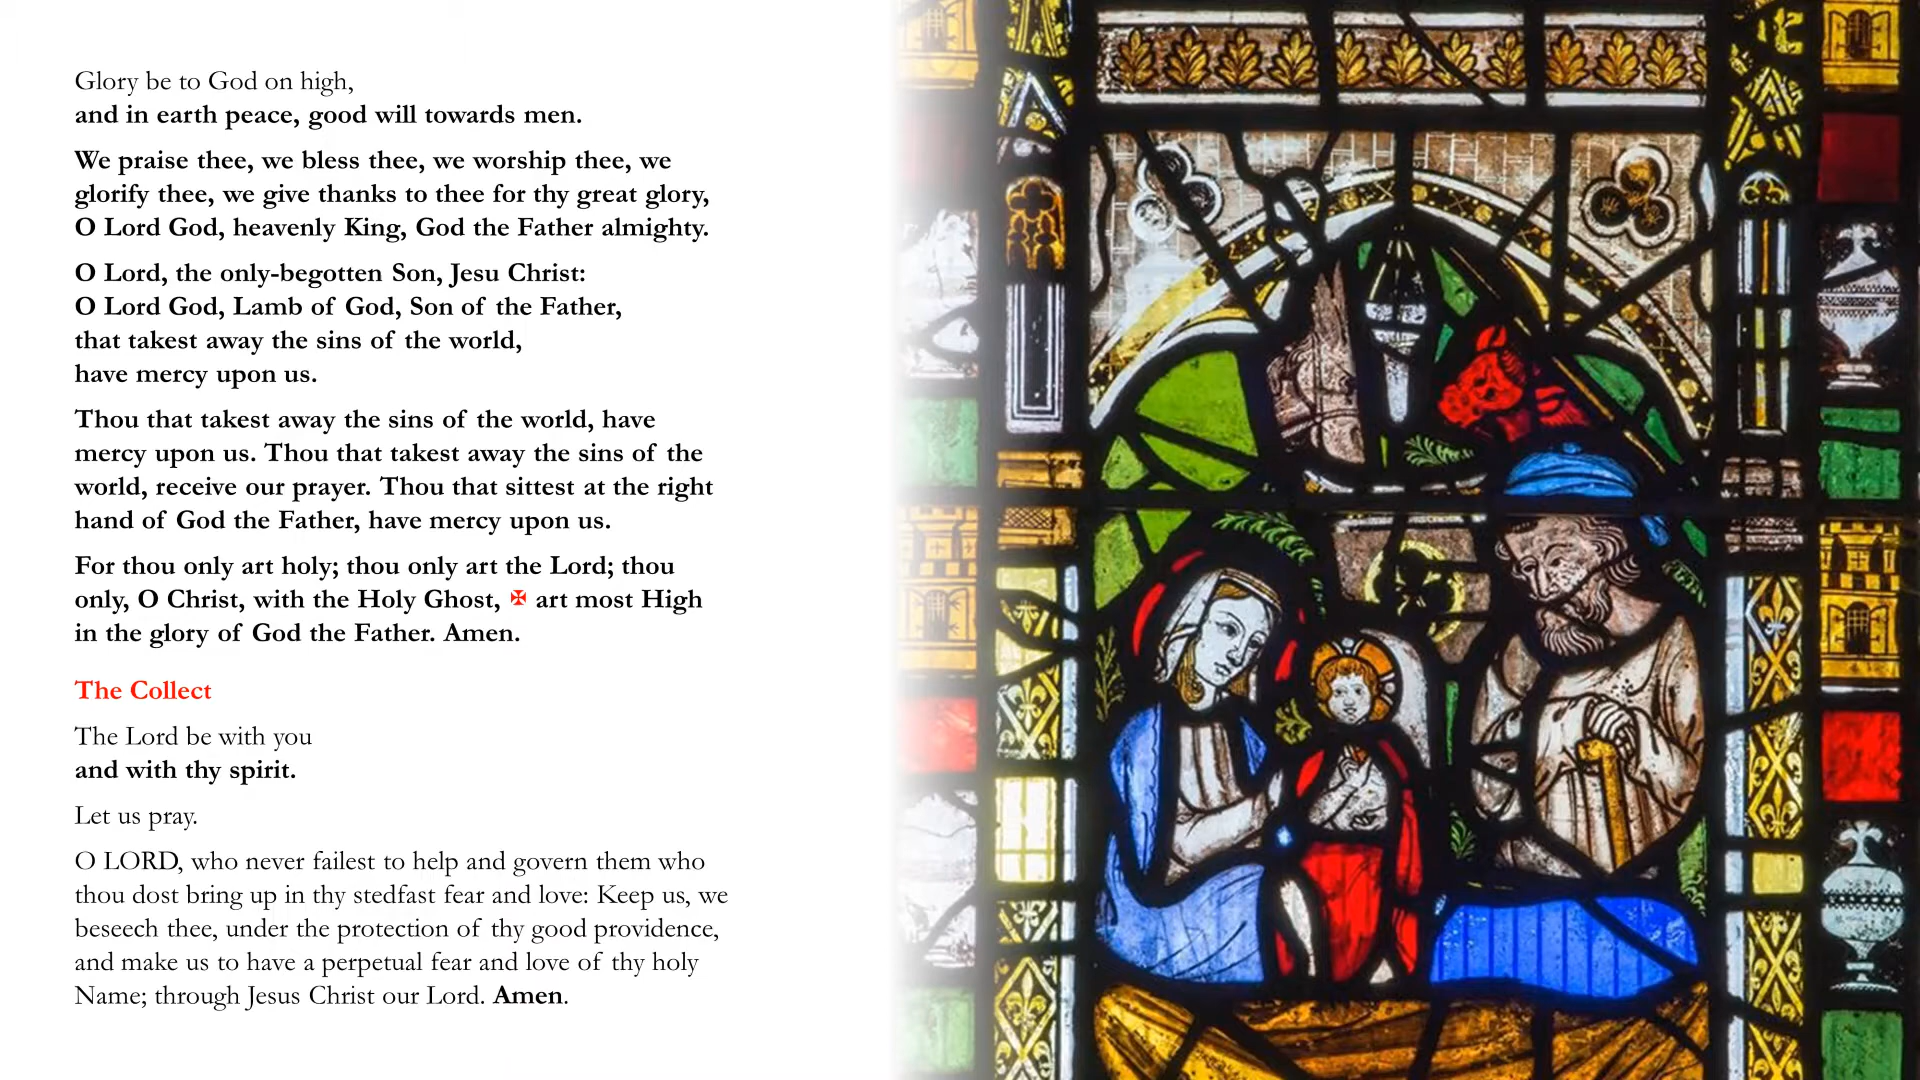 Glory be to God on high,
and in earth peace, good will towards men.
We praise thee, we bless thee, we worship thee, we
glorify thee, we give thanks to thee for thy great glory,
O Lord God, heavenly King, God the Father almighty.
O Lord, the only-begotten Son, Jesu Christ:
O Lord God, Lamb of God, Son of the Father,
that takest away the sins of the world,
have mercy upon us.
Thou that takest away the sins of the world, have
mercy upon us. Thou that takest away the sins of the
world, receive our prayer. Thou that sittest at the right
hand of God the Father, have mercy upon us.
For thou only art holy; thou only art the Lord; thou
only, O Christ, with the Holy Ghost, ✠ art most High
in the glory of God the Father. Amen.
The Collect
The Lord be with you
and with thy spirit.
Let us pray.
O LORD, who never failest to help and govern them who
thou dost bring up in thy stedfast fear and love: Keep us, we
beseech thee, under the protection of thy good providence,
and make us to have a perpetual fear and love of thy holy
Name; through Jesus Christ our Lord. Amen.